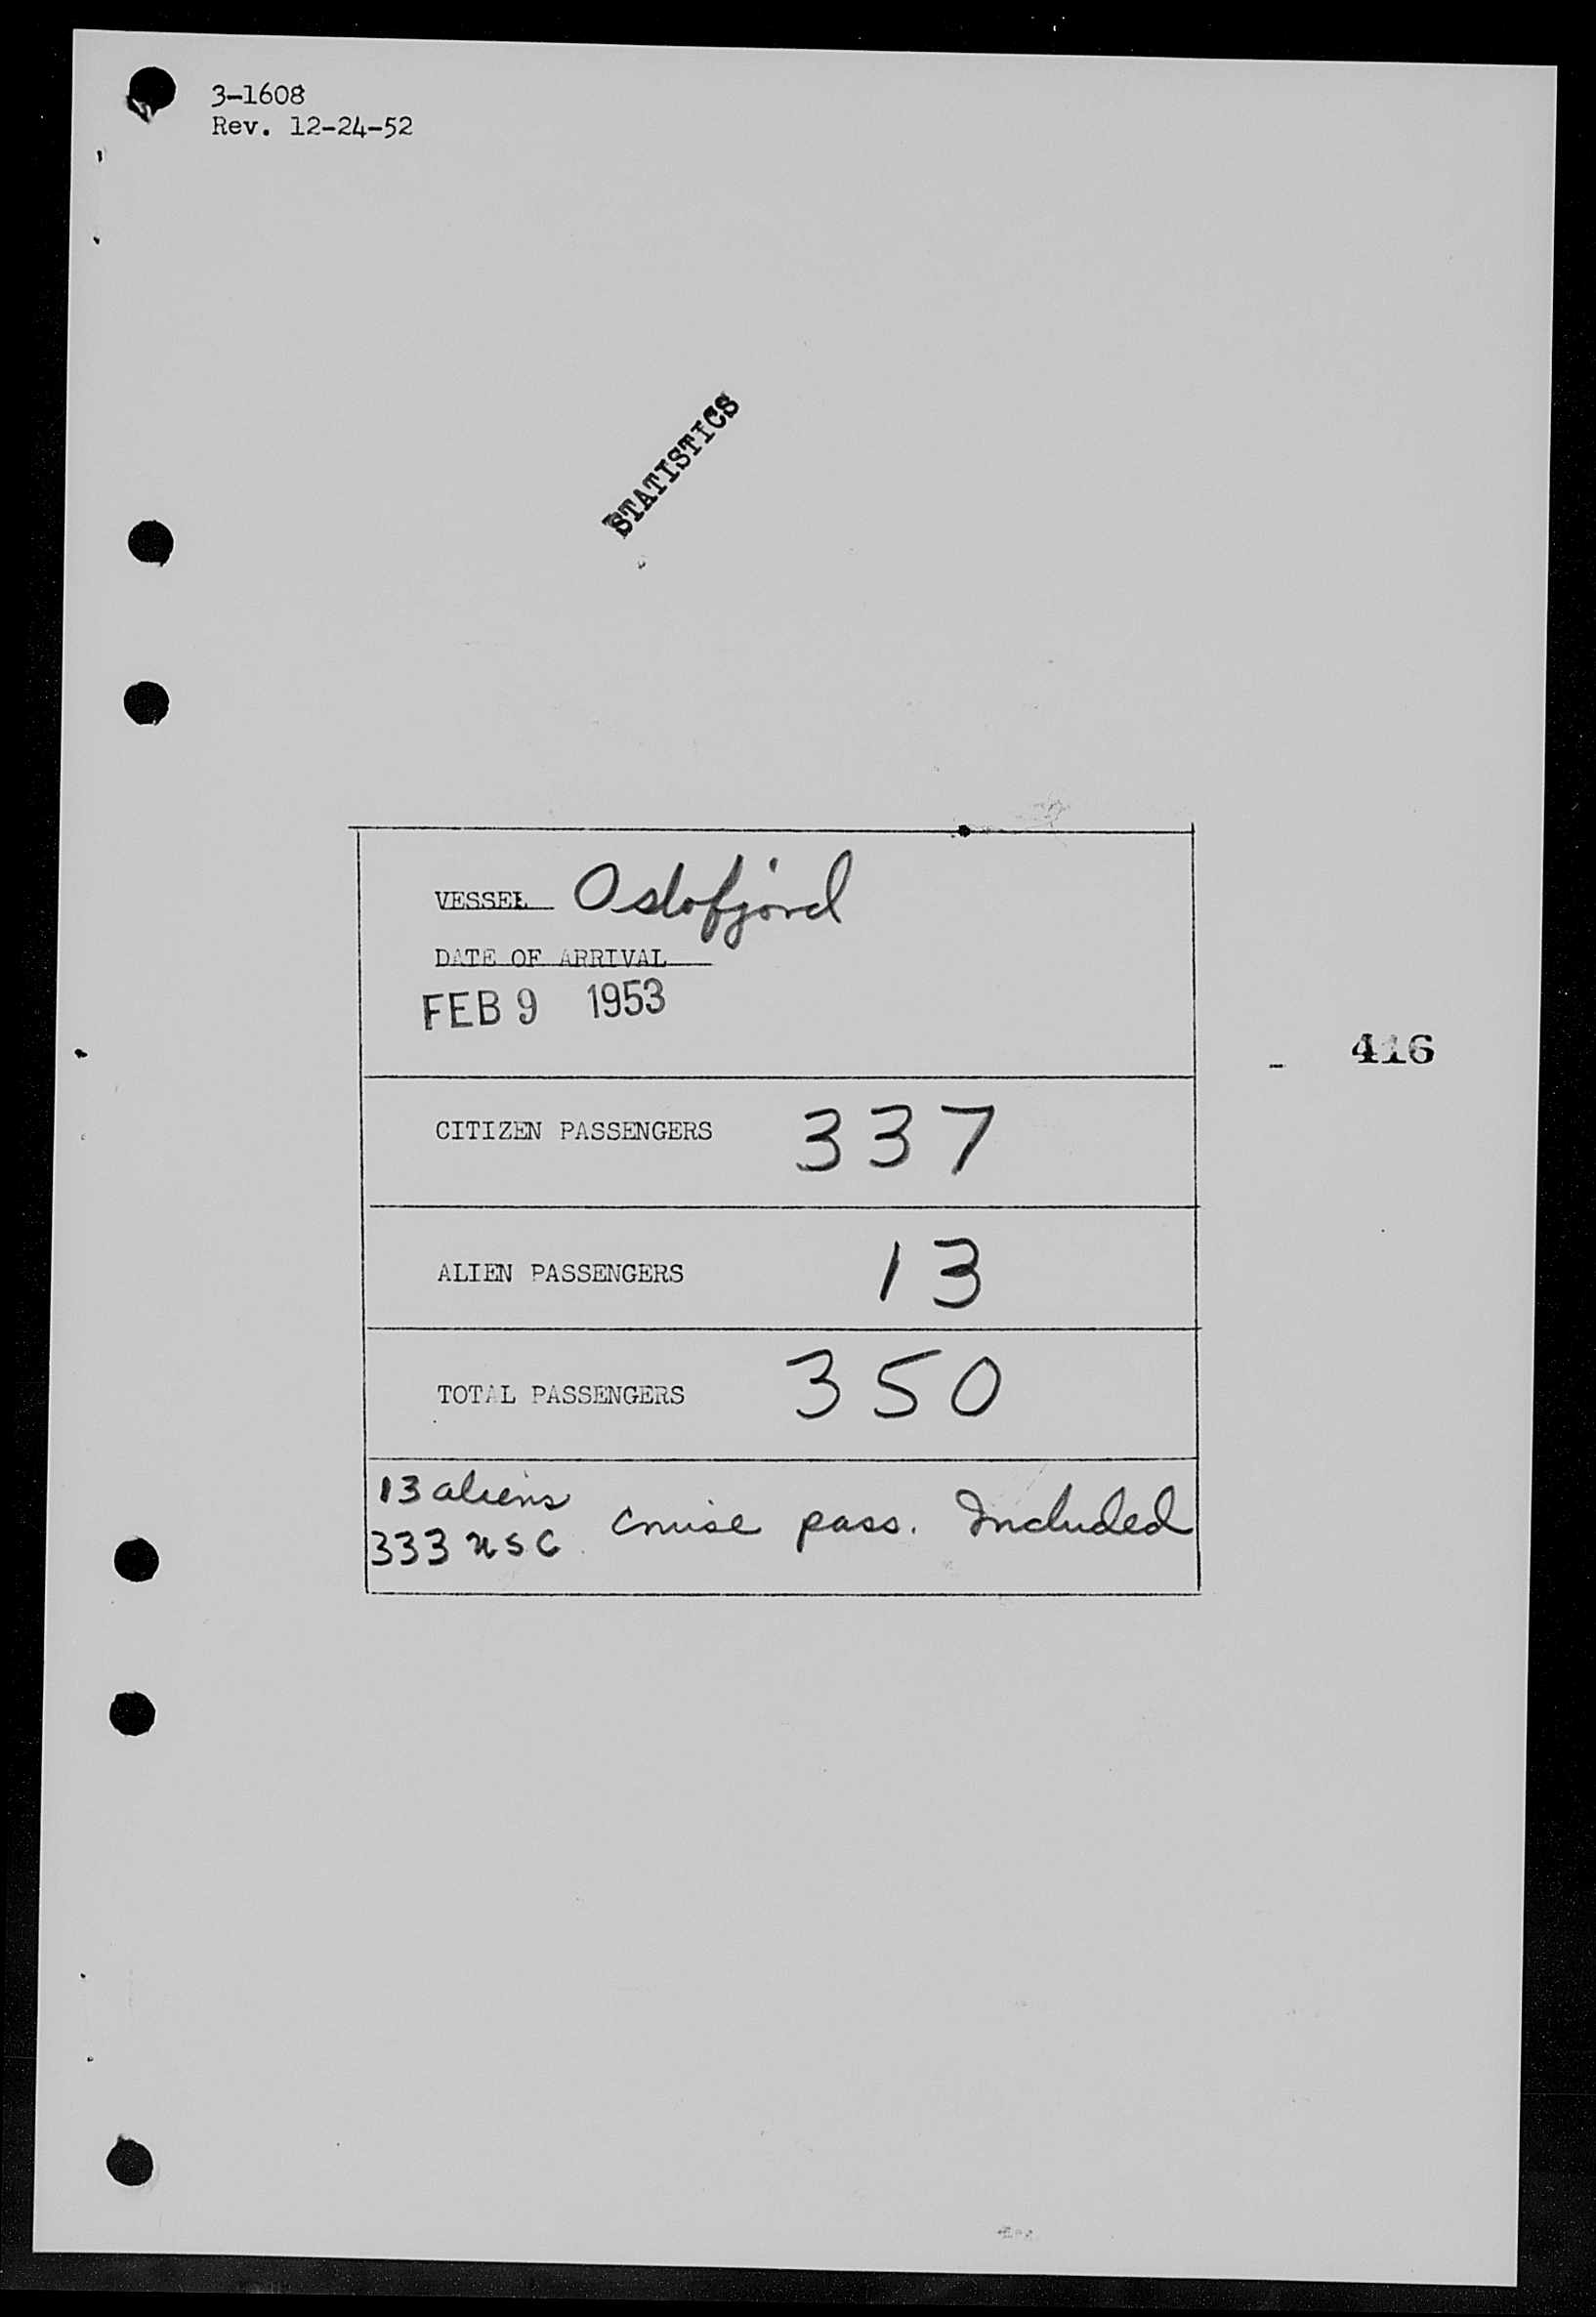 3-1608
Rev. 12-24-52
STATISTICS
VESSEL Oslofjord
DATE OF ARRIVAL
FEB 9 1953
416
CITIZEN PASSENGERS 337
ALIEN PASSENGERS 13
TOTAL PASSENGERS 350
13 aliens
333 USC cruise pass. Included